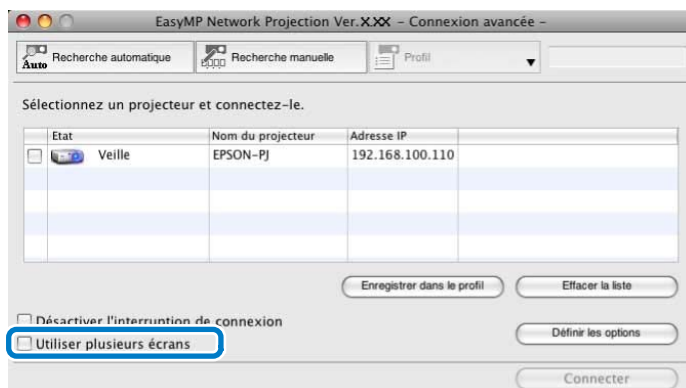 EasyMP Network Projection Ver.X.XX – Connexion avancée –
Auto Recherche automatique Recherche manuelle Profil
Sélectionnez un projecteur et connectez-le.
Etat Nom du projecteur Adresse IP
Veille EPSON-PJ 192.168.100.110
Enregistrer dans le profil Effacer la liste
Désactiver l'interruption de connexion
Définir les options
Utiliser plusieurs écrans
Connecter